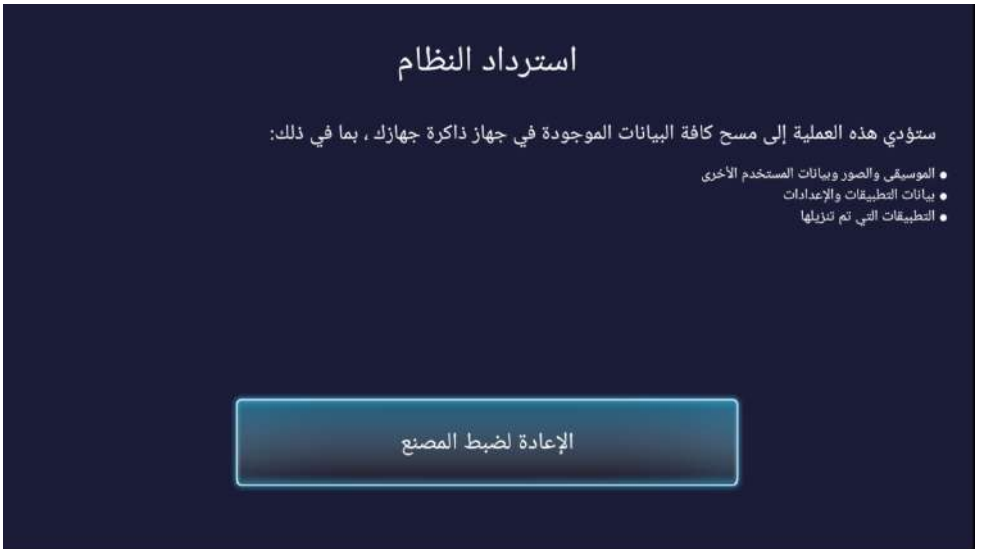 استرداد النظام
ستؤدي هذه العملية إلى مسح كافة البيانات الموجودة في جهاز ذاكرة جهازك ، بما في ذلك:
● الموسيقى والصور وبيانات المستخدم الأخرى
● بيانات التطبيقات والإعدادات
● التطبيقات التي تم تنزيلها
الإعادة لضبط المصنع